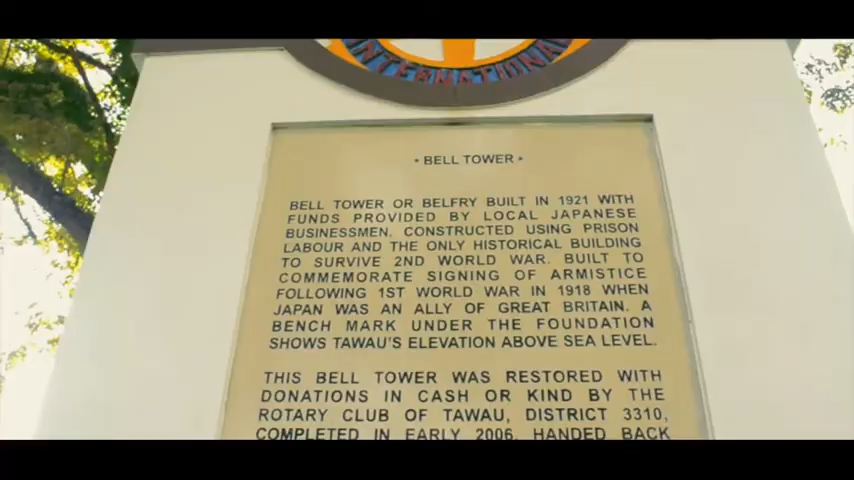 INTERNATIONAL
• BELL TOWER •
BELL TOWER OR BELFRY BUILT IN 1921 WITH
FUNDS PROVIDED BY LOCAL JAPANESE
BUSINESSMEN. CONSTRUCTED USING PRISON
LABOUR AND THE ONLY HISTORICAL BUILDING
TO SURVIVE 2ND WORLD WAR. BUILT TO
COMMEMORATE SIGNING OF ARMISTICE
FOLLOWING 1ST WORLD WAR IN 1918 WHEN
JAPAN WAS AN ALLY OF GREAT BRITAIN. A
BENCH MARK UNDER THE FOUNDATION
SHOWS TAWAU'S ELEVATION ABOVE SEA LEVEL.
THIS BELL TOWER WAS RESTORED WITH
DONATIONS IN CASH OR KIND BY THE
ROTARY CLUB OF TAWAU, DISTRICT 3310,
COMPLETED IN EARLY 2006. HANDED BACK